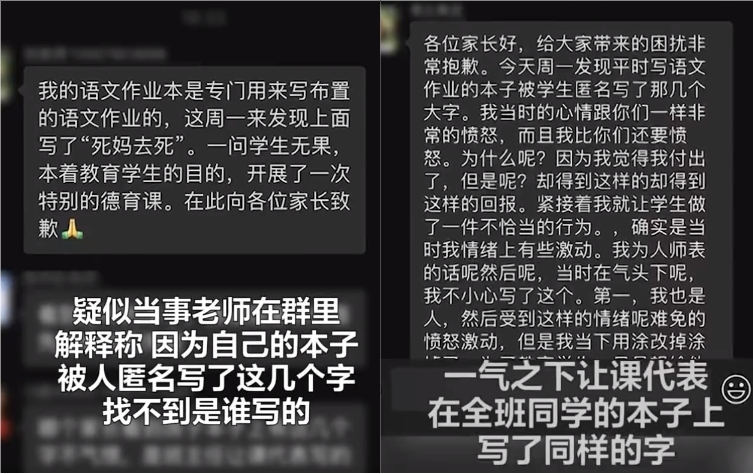 我的语文作业本是专门用来写布置
的语文作业的，这周一来发现上面
写了“死妈去死”。一问学生无果，
本着教育学生的目的，开展了一次
特别的德育课。在此向各位家长致
歉🙏
疑似当事老师在群里
解释称 因为自己的本子
被人匿名写了这几个字
找不到是谁写的
各位家长好，给大家带来的困扰非
常抱歉。今天周一发现平时写语文
作业的本子被学生匿名写了那几个
大字。我当时的心情跟你们一样非
常的愤怒，而且我比你们还要愤
怒。为什么呢？因为我觉得我付出
了，但是呢？却得到这样的却得到
这样的回报。紧接着我就让学生做
了一件不恰当的行为。，确实是当
时我情绪上有些激动。我为人师表
的话呢然后呢，当时在气头下呢，
我不小心写了这个。第一，我也是
人，然后受到这样的情绪呢难免的
愤怒激动，但是我当下用涂改掉涂
一气之下让课代表
在全班同学的本子上
写了同样的字